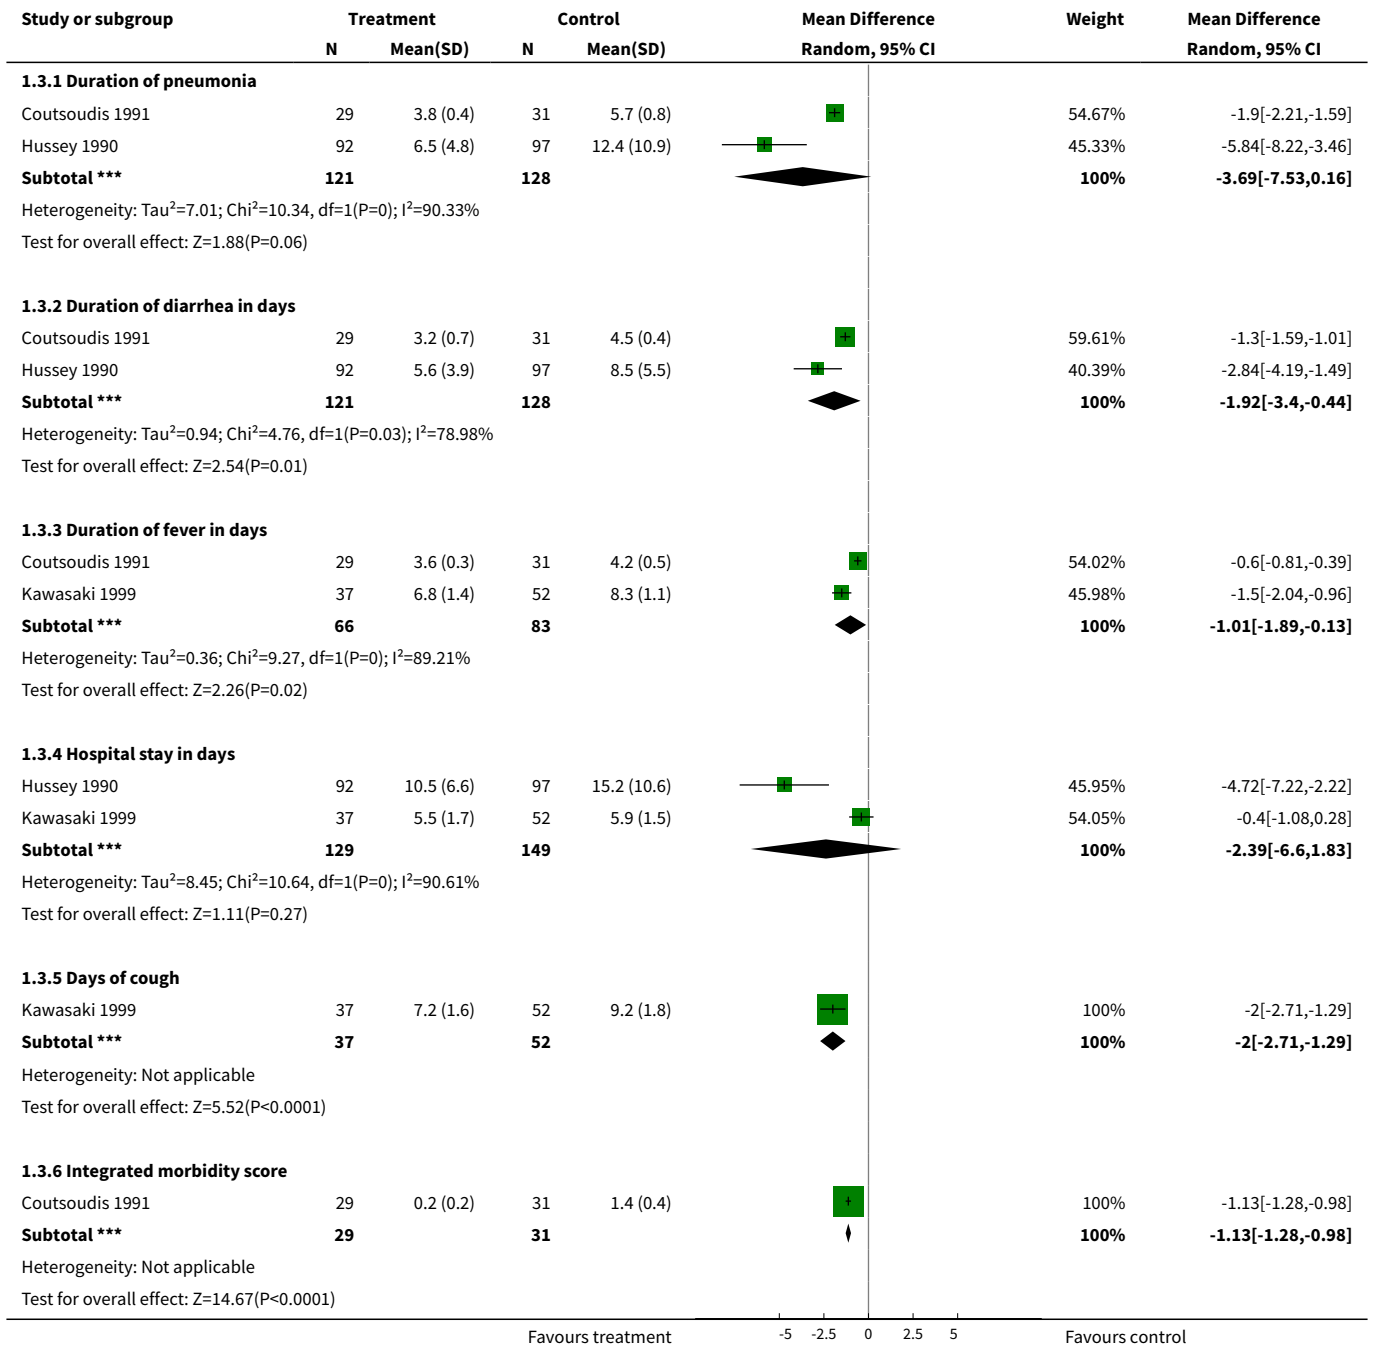 Study or subgroup Treatment Control Mean Difference Weight Mean Difference
N Mean(SD) N Mean(SD) Random, 95% CI Random, 95% CI
1.3.1 Duration of pneumonia
Coutsoudis 1991 29 3.8 (0.4) 31 5.7 (0.8) 54.67% -1.9[-2.21,-1.59]
Hussey 1990 92 6.5 (4.8) 97 12.4 (10.9) 45.33% -5.84[-8.22,-3.46]
Subtotal *** 121 128 100% -3.69[-7.53,0.16]
Heterogeneity: Tau²=7.01; Chi²=10.34, df=1(P=0); I²=90.33%
Test for overall effect: Z=1.88(P=0.06)
1.3.2 Duration of diarrhea in days
Coutsoudis 1991 29 3.2 (0.7) 31 4.5 (0.4) 59.61% -1.3[-1.59,-1.01]
Hussey 1990 92 5.6 (3.9) 97 8.5 (5.5) 40.39% -2.84[-4.19,-1.49]
Subtotal *** 121 128 100% -1.92[-3.4,-0.44]
Heterogeneity: Tau²=0.94; Chi²=4.76, df=1(P=0.03); I²=78.98%
Test for overall effect: Z=2.54(P=0.01)
1.3.3 Duration of fever in days
Coutsoudis 1991 29 3.6 (0.3) 31 4.2 (0.5) 54.02% -0.6[-0.81,-0.39]
Kawasaki 1999 37 6.8 (1.4) 52 8.3 (1.1) 45.98% -1.5[-2.04,-0.96]
Subtotal *** 66 83 100% -1.01[-1.89,-0.13]
Heterogeneity: Tau²=0.36; Chi²=9.27, df=1(P=0); I²=89.21%
Test for overall effect: Z=2.26(P=0.02)
1.3.4 Hospital stay in days
Hussey 1990 92 10.5 (6.6) 97 15.2 (10.6) 45.95% -4.72[-7.22,-2.22]
Kawasaki 1999 37 5.5 (1.7) 52 5.9 (1.5) 54.05% -0.4[-1.08,0.28]
Subtotal *** 129 149 100% -2.39[-6.6,1.83]
Heterogeneity: Tau²=8.45; Chi²=10.64, df=1(P=0); I²=90.61%
Test for overall effect: Z=1.11(P=0.27)
1.3.5 Days of cough
Kawasaki 1999 37 7.2 (1.6) 52 9.2 (1.8) 100% -2[-2.71,-1.29]
Subtotal *** 37 52 100% -2[-2.71,-1.29]
Heterogeneity: Not applicable
Test for overall effect: Z=5.52(P<0.0001)
1.3.6 Integrated morbidity score
Coutsoudis 1991 29 0.2 (0.2) 31 1.4 (0.4) 100% -1.13[-1.28,-0.98]
Subtotal *** 29 31 100% -1.13[-1.28,-0.98]
Heterogeneity: Not applicable
Test for overall effect: Z=14.67(P<0.0001)
Favours treatment -5 -2.5 0 2.5 5 Favours control